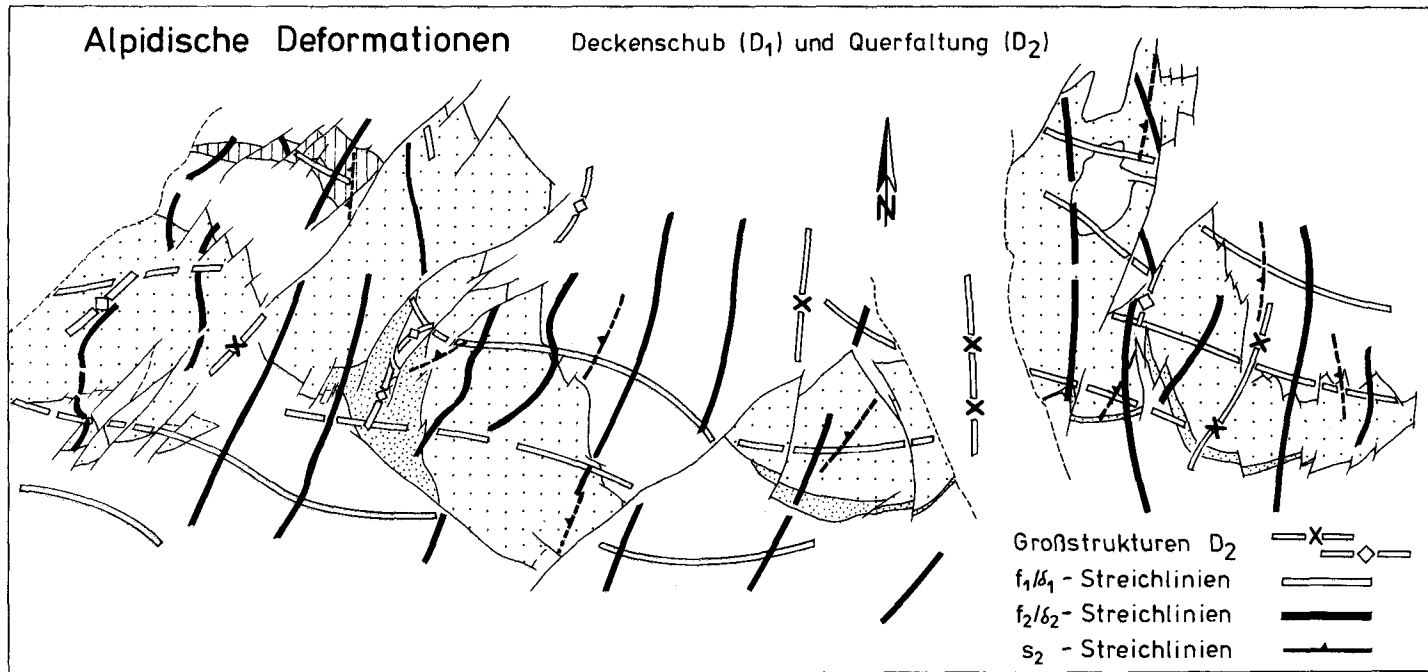 Alpidische Deformationen Deckenschub (D₁) und Querfaltung (D₂)
N
Großstrukturen D₂
f₁/δ₁ - Streichlinien
f₂/δ₂ - Streichlinien
s₂ - Streichlinien